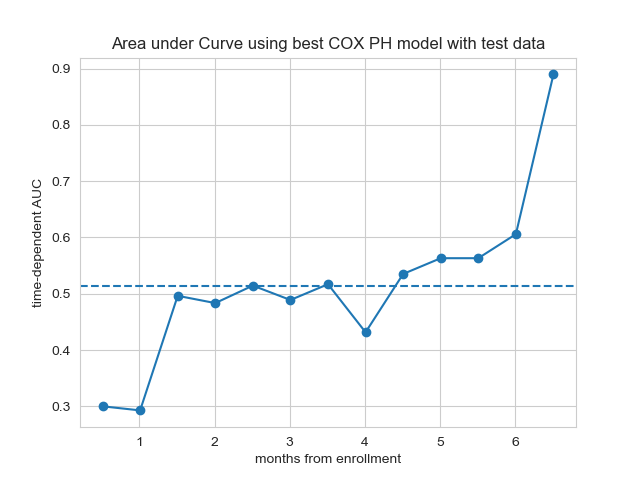 Area under Curve using best COX PH model with test data
time-dependent AUC
0.9
0.8
0.7
0.6
0.5
0.4
0.3
1 2 3 4 5 6
months from enrollment